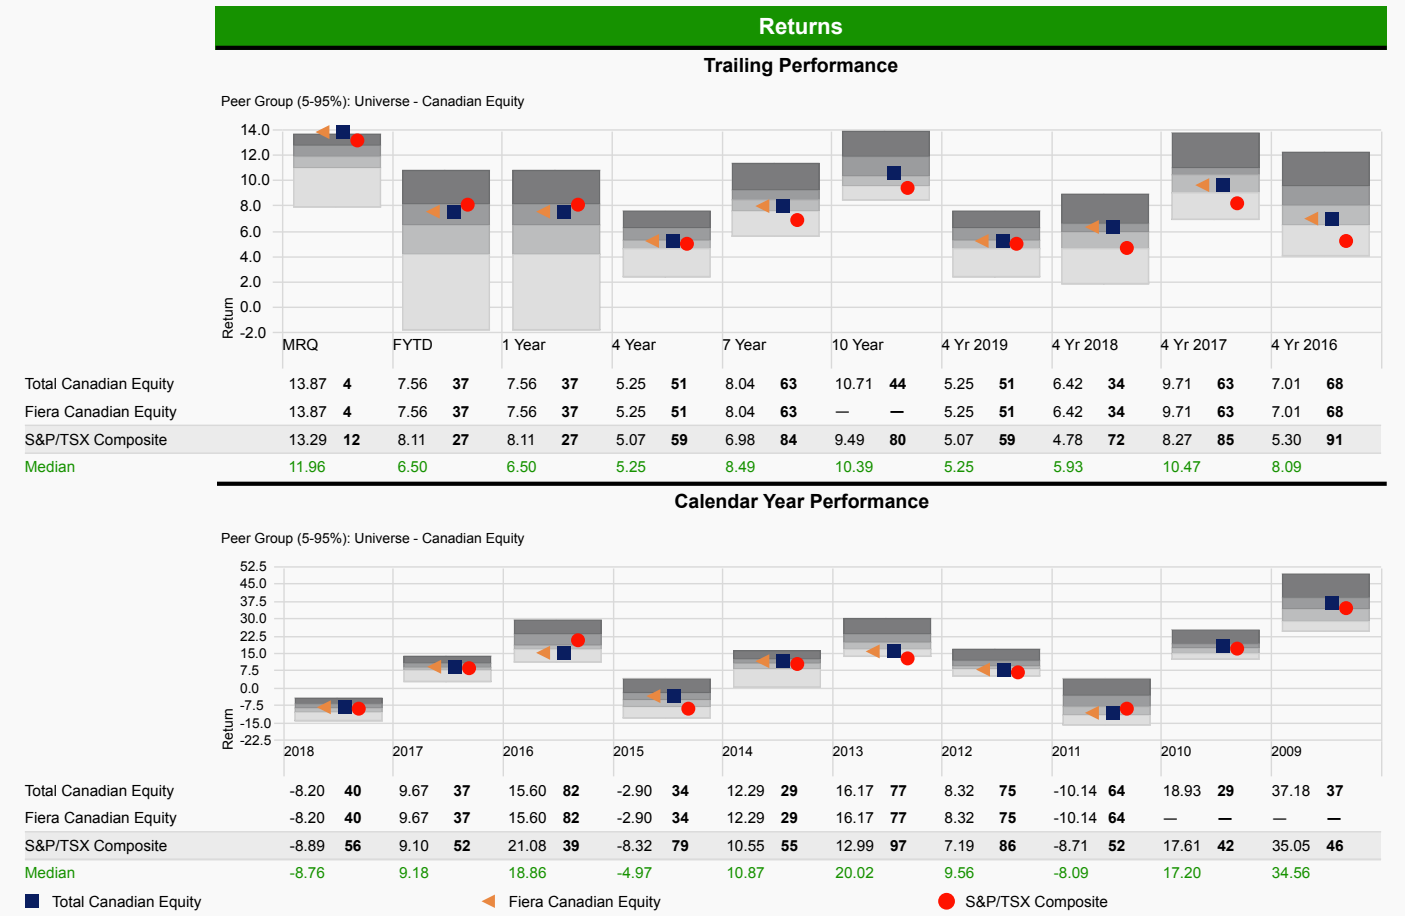 Returns
Trailing Performance
Peer Group (5-95%): Universe - Canadian Equity
14.0
12.0
10.0
8.0
6.0
4.0
2.0
0.0
-2.0
Return
MRQ FYTD 1 Year 4 Year 7 Year 10 Year 4 Yr 2019 4 Yr 2018 4 Yr 2017 4 Yr 2016
Total Canadian Equity 13.87 4 7.56 37 7.56 37 5.25 51 8.04 63 10.71 44 5.25 51 6.42 34 9.71 63 7.01 68
Fiera Canadian Equity 13.87 4 7.56 37 7.56 37 5.25 51 8.04 63 — — 5.25 51 6.42 34 9.71 63 7.01 68
S&P/TSX Composite 13.29 12 8.11 27 8.11 27 5.07 59 6.98 84 9.49 80 5.07 59 4.78 72 8.27 85 5.30 91
Median 11.96 6.50 6.50 5.25 8.49 10.39 5.25 5.93 10.47 8.09
Calendar Year Performance
Peer Group (5-95%): Universe - Canadian Equity
52.5
45.0
37.5
30.0
22.5
15.0
7.5
0.0
-7.5
-15.0
-22.5
Return
2018 2017 2016 2015 2014 2013 2012 2011 2010 2009
Total Canadian Equity -8.20 40 9.67 37 15.60 82 -2.90 34 12.29 29 16.17 77 8.32 75 -10.14 64 18.93 29 37.18 37
Fiera Canadian Equity -8.20 40 9.67 37 15.60 82 -2.90 34 12.29 29 16.17 77 8.32 75 -10.14 64 — — — —
S&P/TSX Composite -8.89 56 9.10 52 21.08 39 -8.32 79 10.55 55 12.99 97 7.19 86 -8.71 52 17.61 42 35.05 46
Median -8.76 9.18 18.86 -4.97 10.87 20.02 9.56 -8.09 17.20 34.56
Total Canadian Equity Fiera Canadian Equity S&P/TSX Composite